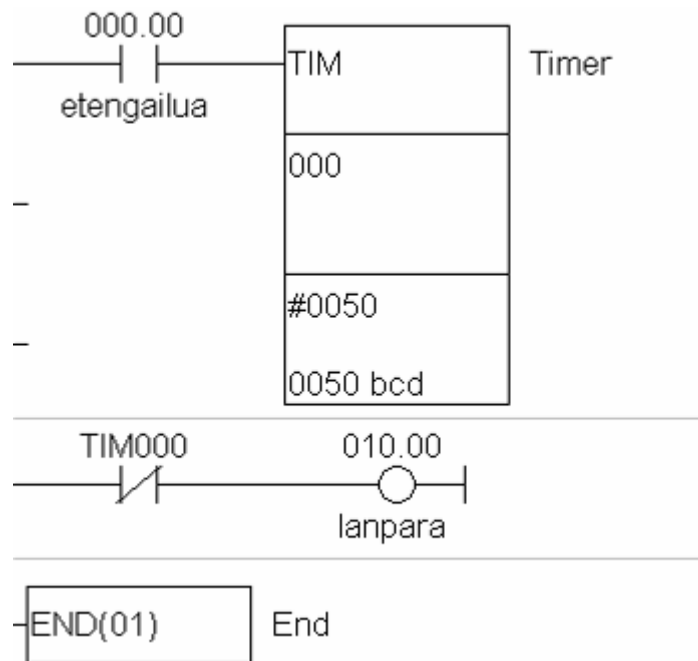 000.00
etengailua
TIM
Timer
000
#0050
0050 bcd
TIM000
010.00
lanpara
END(01)
End